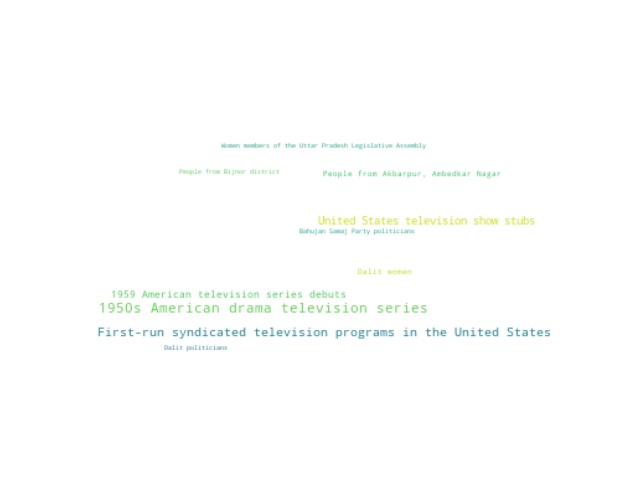 Women members of the Uttar Pradesh Legislative Assembly
People from Bijnor district
People from Akbarpur, Ambedkar Nagar
United States television show stubs
Bahujan Samaj Party politicians
Dalit women
1959 American television series debuts
1950s American drama television series
First-run syndicated television programs in the United States
Dalit politicians